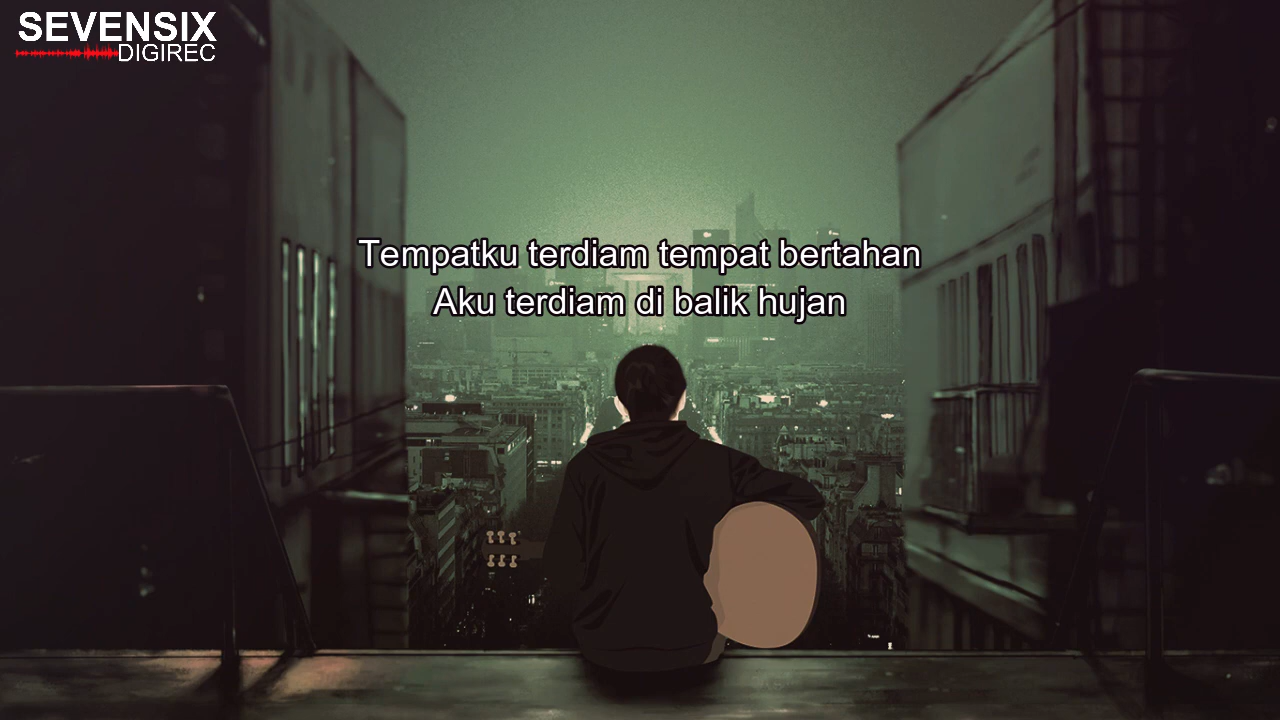 SEVENSIX
DIGIREC
Tempatku terdiam tempat bertahan
Aku terdiam di balik hujan